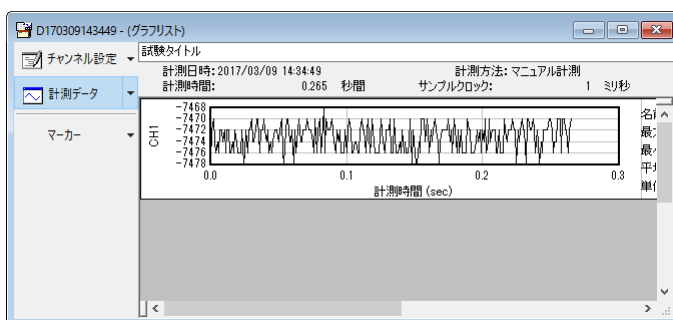 D170309143449 - (グラフリスト)
チャンネル設定
試験タイトル
計測日時: 2017/03/09 14:34:49 計測方法: マニュアル計測
計測時間: 0.265 秒間 サンプルクロック: 1 ミリ秒
計測データ
マーカー
CH1
-7468
-7470
-7472
-7474
-7476
-7478
0.0 0.1 0.2 0.3
計測時間 (sec)